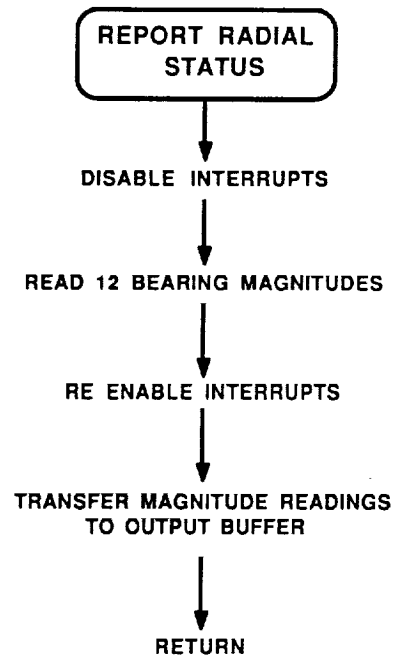 REPORT RADIAL
STATUS
DISABLE INTERRUPTS
READ 12 BEARING MAGNITUDES
RE ENABLE INTERRUPTS
TRANSFER MAGNITUDE READINGS
TO OUTPUT BUFFER
RETURN